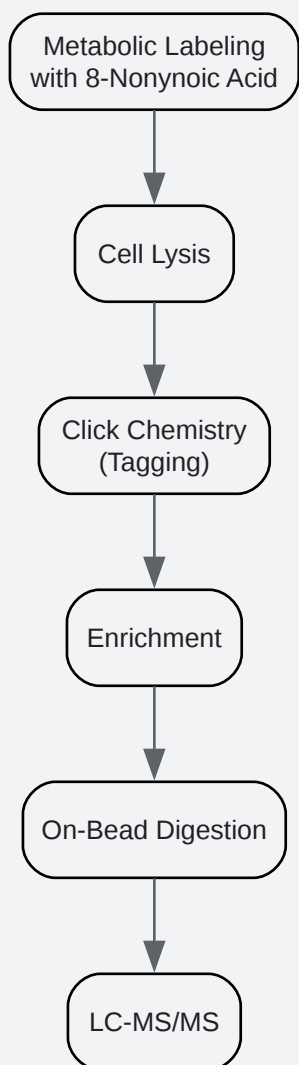 Metabolic Labeling
with 8-Nonynoic Acid
Cell Lysis
Click Chemistry
(Tagging)
Enrichment
On-Bead Digestion
LC-MS/MS